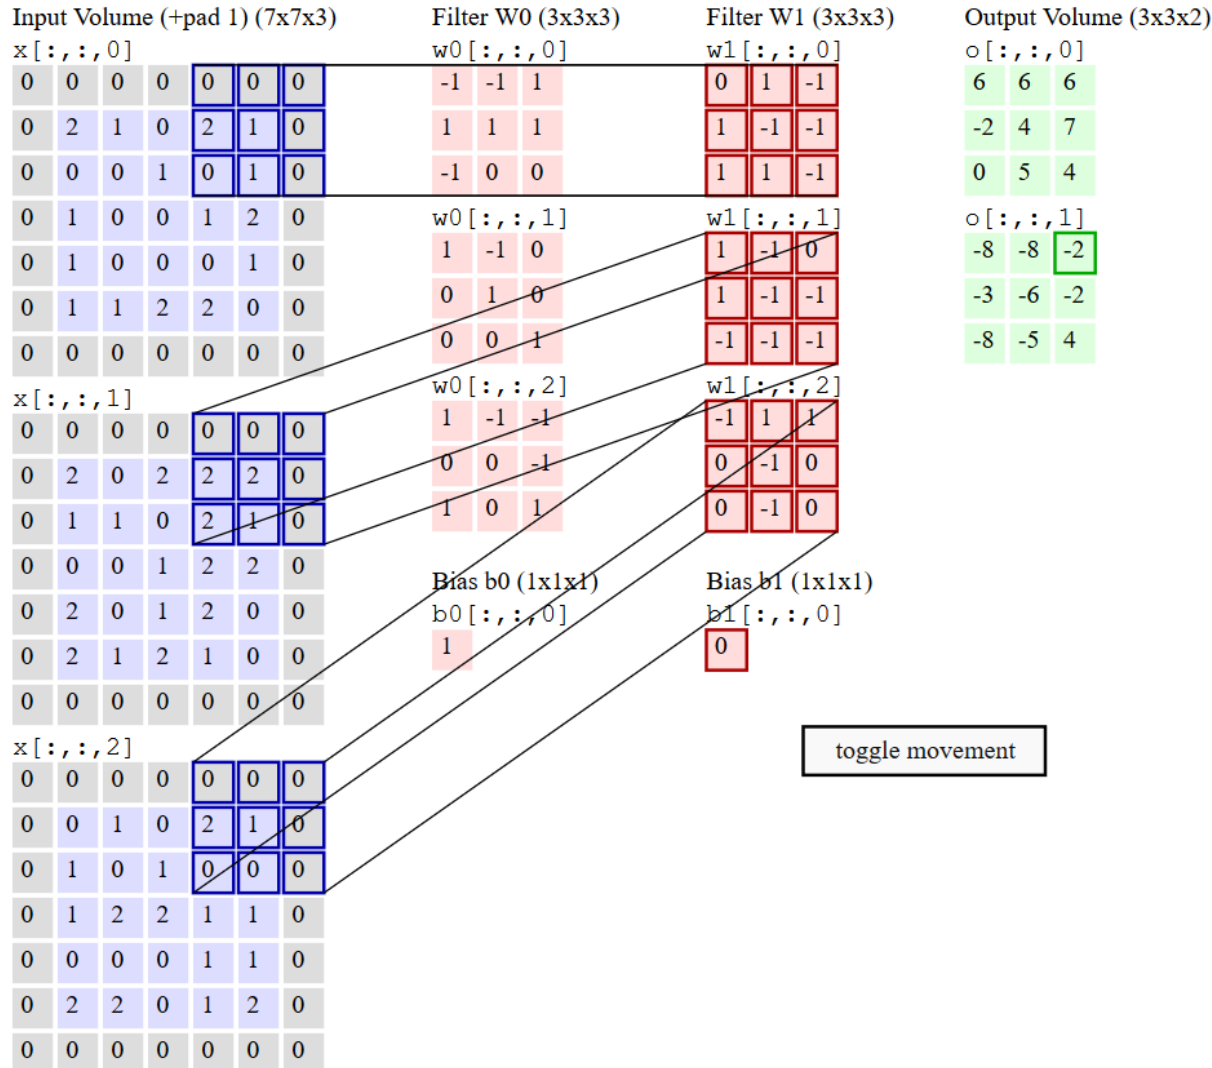 Input Volume (+pad 1) (7x7x3)
x[:,:,0]
0 0 0 0 0 0 0
0 2 1 0 2 1 0
0 0 0 1 0 1 0
0 1 0 0 1 2 0
0 1 0 0 0 1 0
0 1 1 2 2 0 0
0 0 0 0 0 0 0
x[:,:,1]
0 0 0 0 0 0 0
0 2 0 2 2 2 0
0 1 1 0 2 1 0
0 0 0 1 2 2 0
0 2 0 1 2 0 0
0 2 1 2 1 0 0
0 0 0 0 0 0 0
x[:,:,2]
0 0 0 0 0 0 0
0 0 1 0 2 1 0
0 1 0 1 0 0 0
0 1 2 2 1 1 0
0 0 0 0 1 1 0
0 2 2 0 1 2 0
0 0 0 0 0 0 0
Filter W0 (3x3x3)
w0[:,:,0]
-1 -1 1
1 1 1
-1 0 0
w0[:,:,1]
1 -1 0
0 1 0
0 0 1
w0[:,:,2]
1 -1 -1
0 0 -1
1 0 1
Bias b0 (1x1x1)
b0[:,:,0]
1
Filter W1 (3x3x3)
w1[:,:,0]
0 1 -1
1 -1 -1
1 1 -1
w1[:,:,1]
1 -1 0
1 -1 -1
-1 -1 -1
w1[:,:,2]
-1 1 1
0 -1 0
0 -1 0
Bias b1 (1x1x1)
b1[:,:,0]
0
Output Volume (3x3x2)
o[:,:,0]
6 6 6
-2 4 7
0 5 4
o[:,:,1]
-8 -8 -2
-3 -6 -2
-8 -5 4
toggle movement